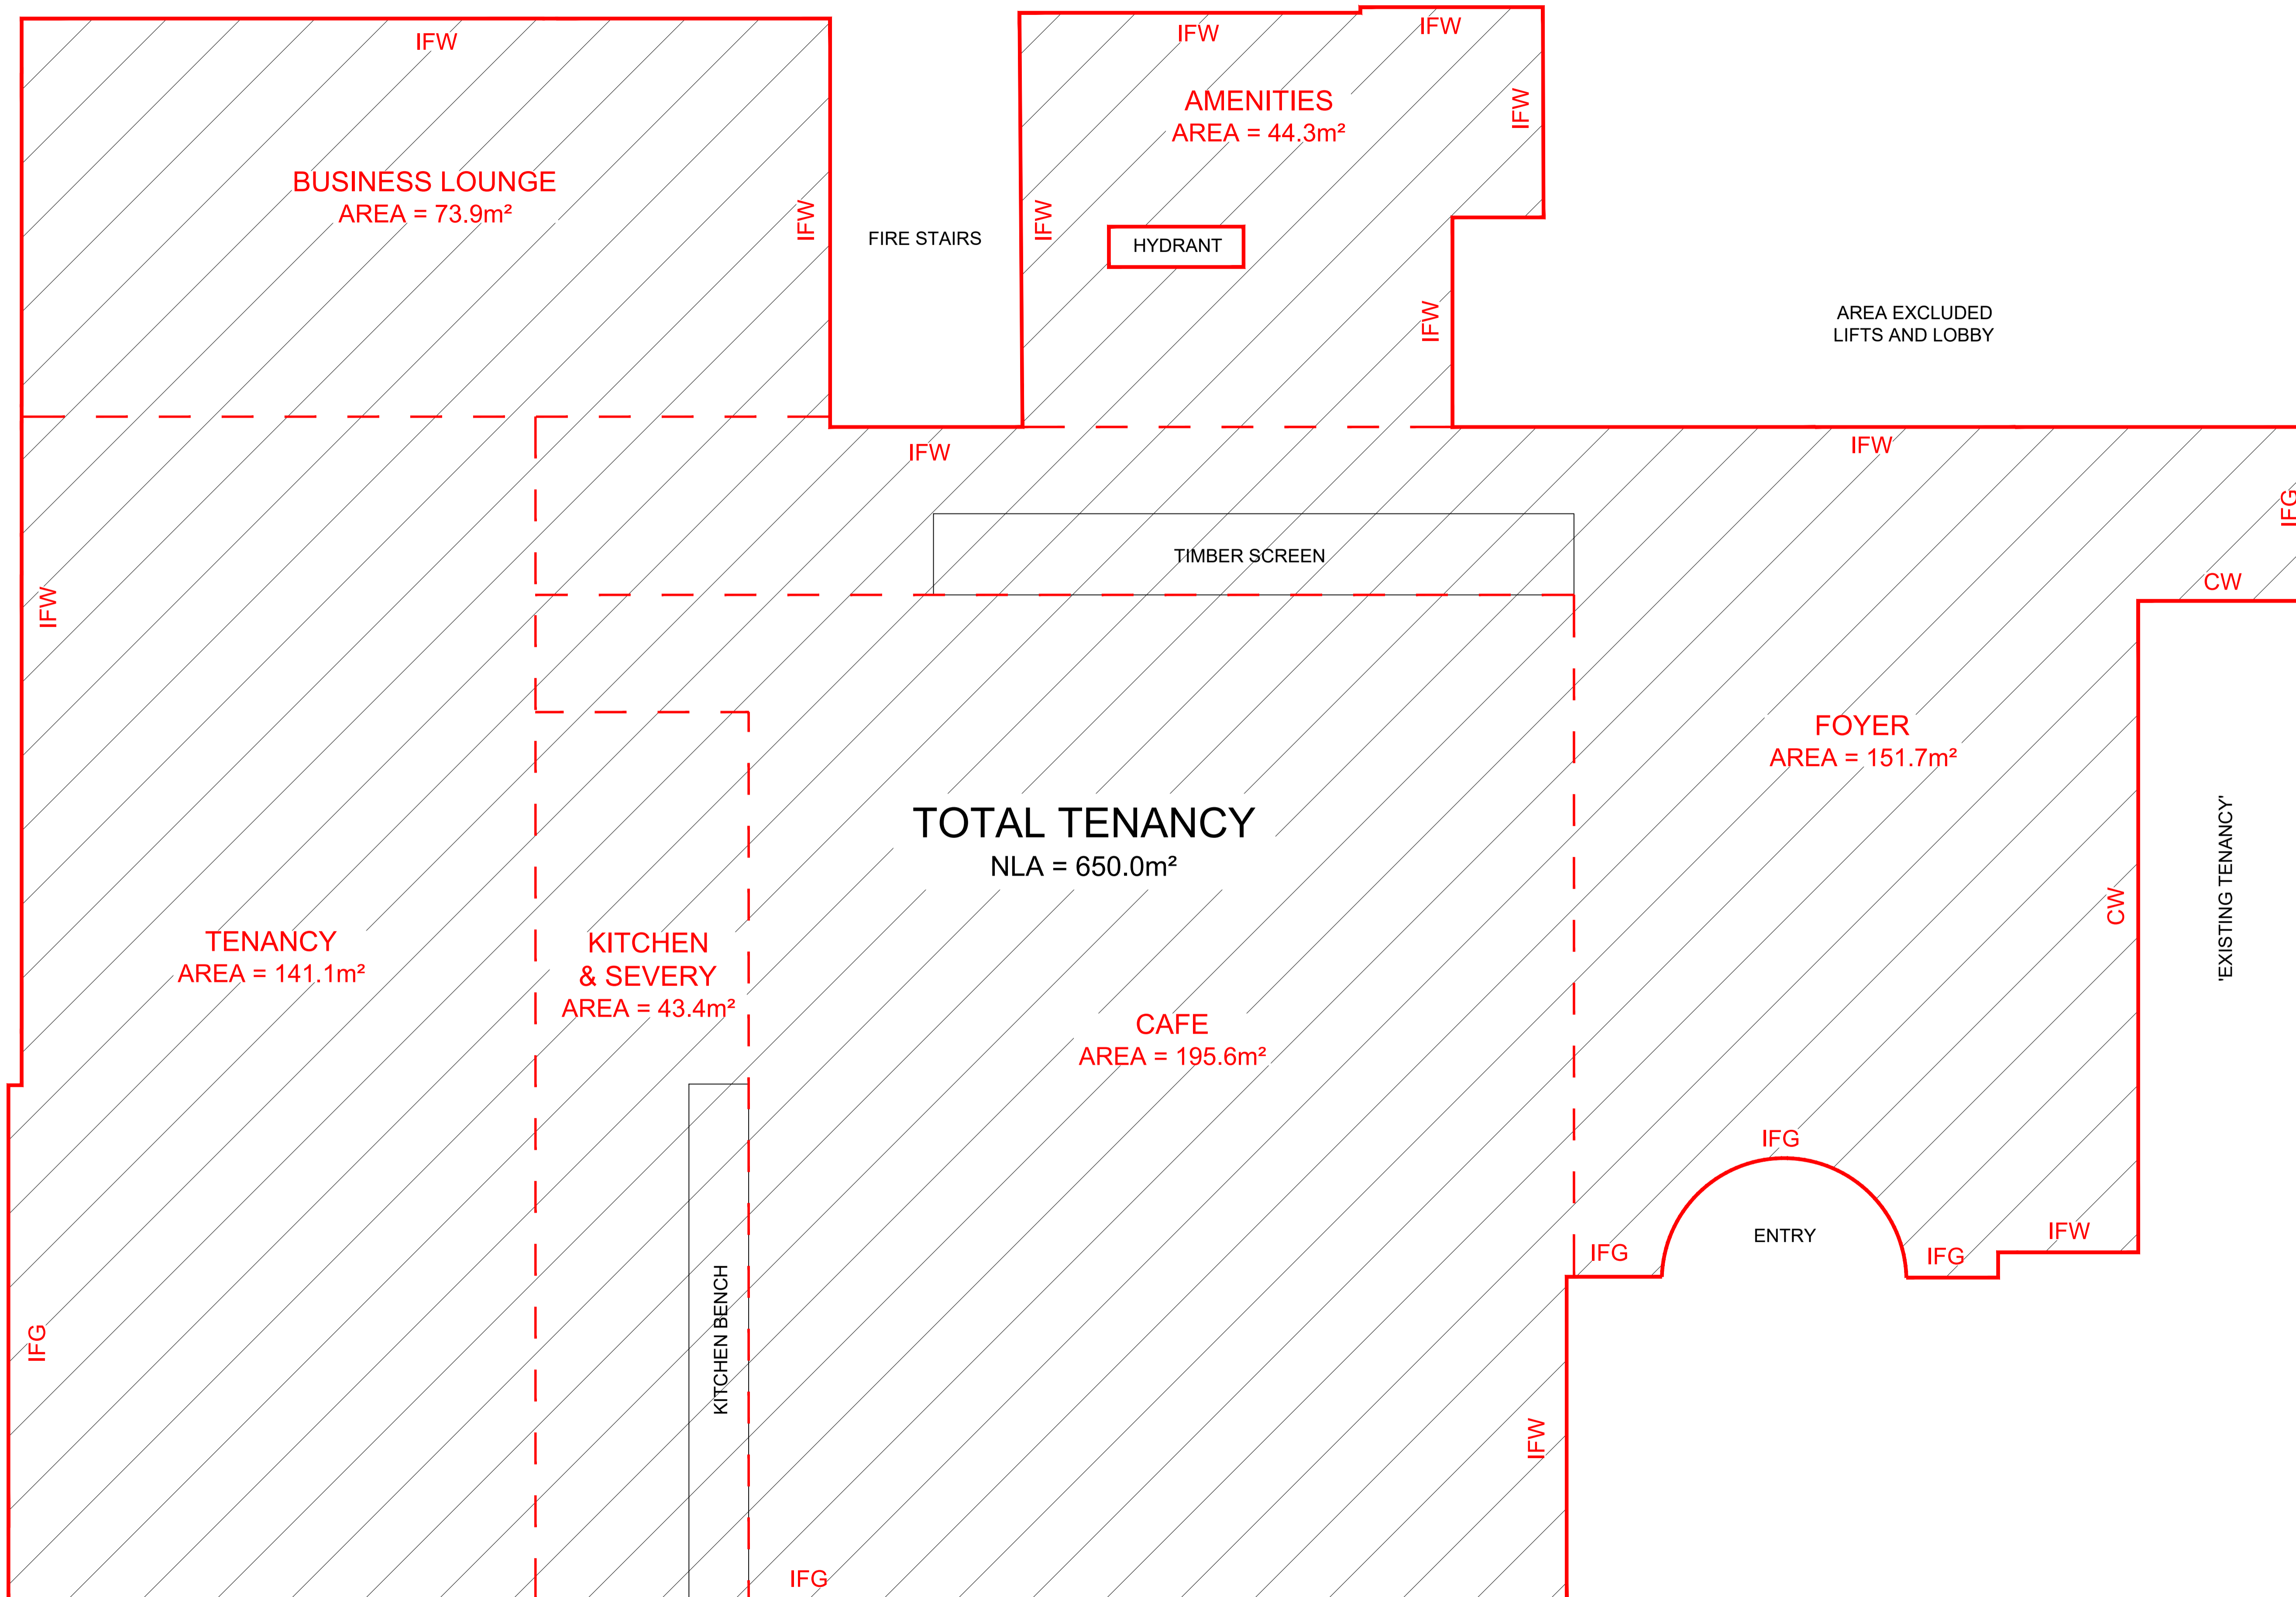 IFW
IFW
IFW
AMENITIES
AREA = 44.3m²
IFW
BUSINESS LOUNGE
AREA = 73.9m²
IFW
FIRE STAIRS
IFW
HYDRANT
IFW
AREA EXCLUDED
LIFTS AND LOBBY
IFW
IFW
IFG
TIMBER SCREEN
CW
IFW
FOYER
AREA = 151.7m²
TOTAL TENANCY
NLA = 650.0m²
'EXISTING TENANCY'
CW
TENANCY
AREA = 141.1m²
KITCHEN
& SEVERY
AREA = 43.4m²
CAFE
AREA = 195.6m²
IFG
ENTRY
IFG
IFG
IFW
IFG
KITCHEN BENCH
IFW
IFG